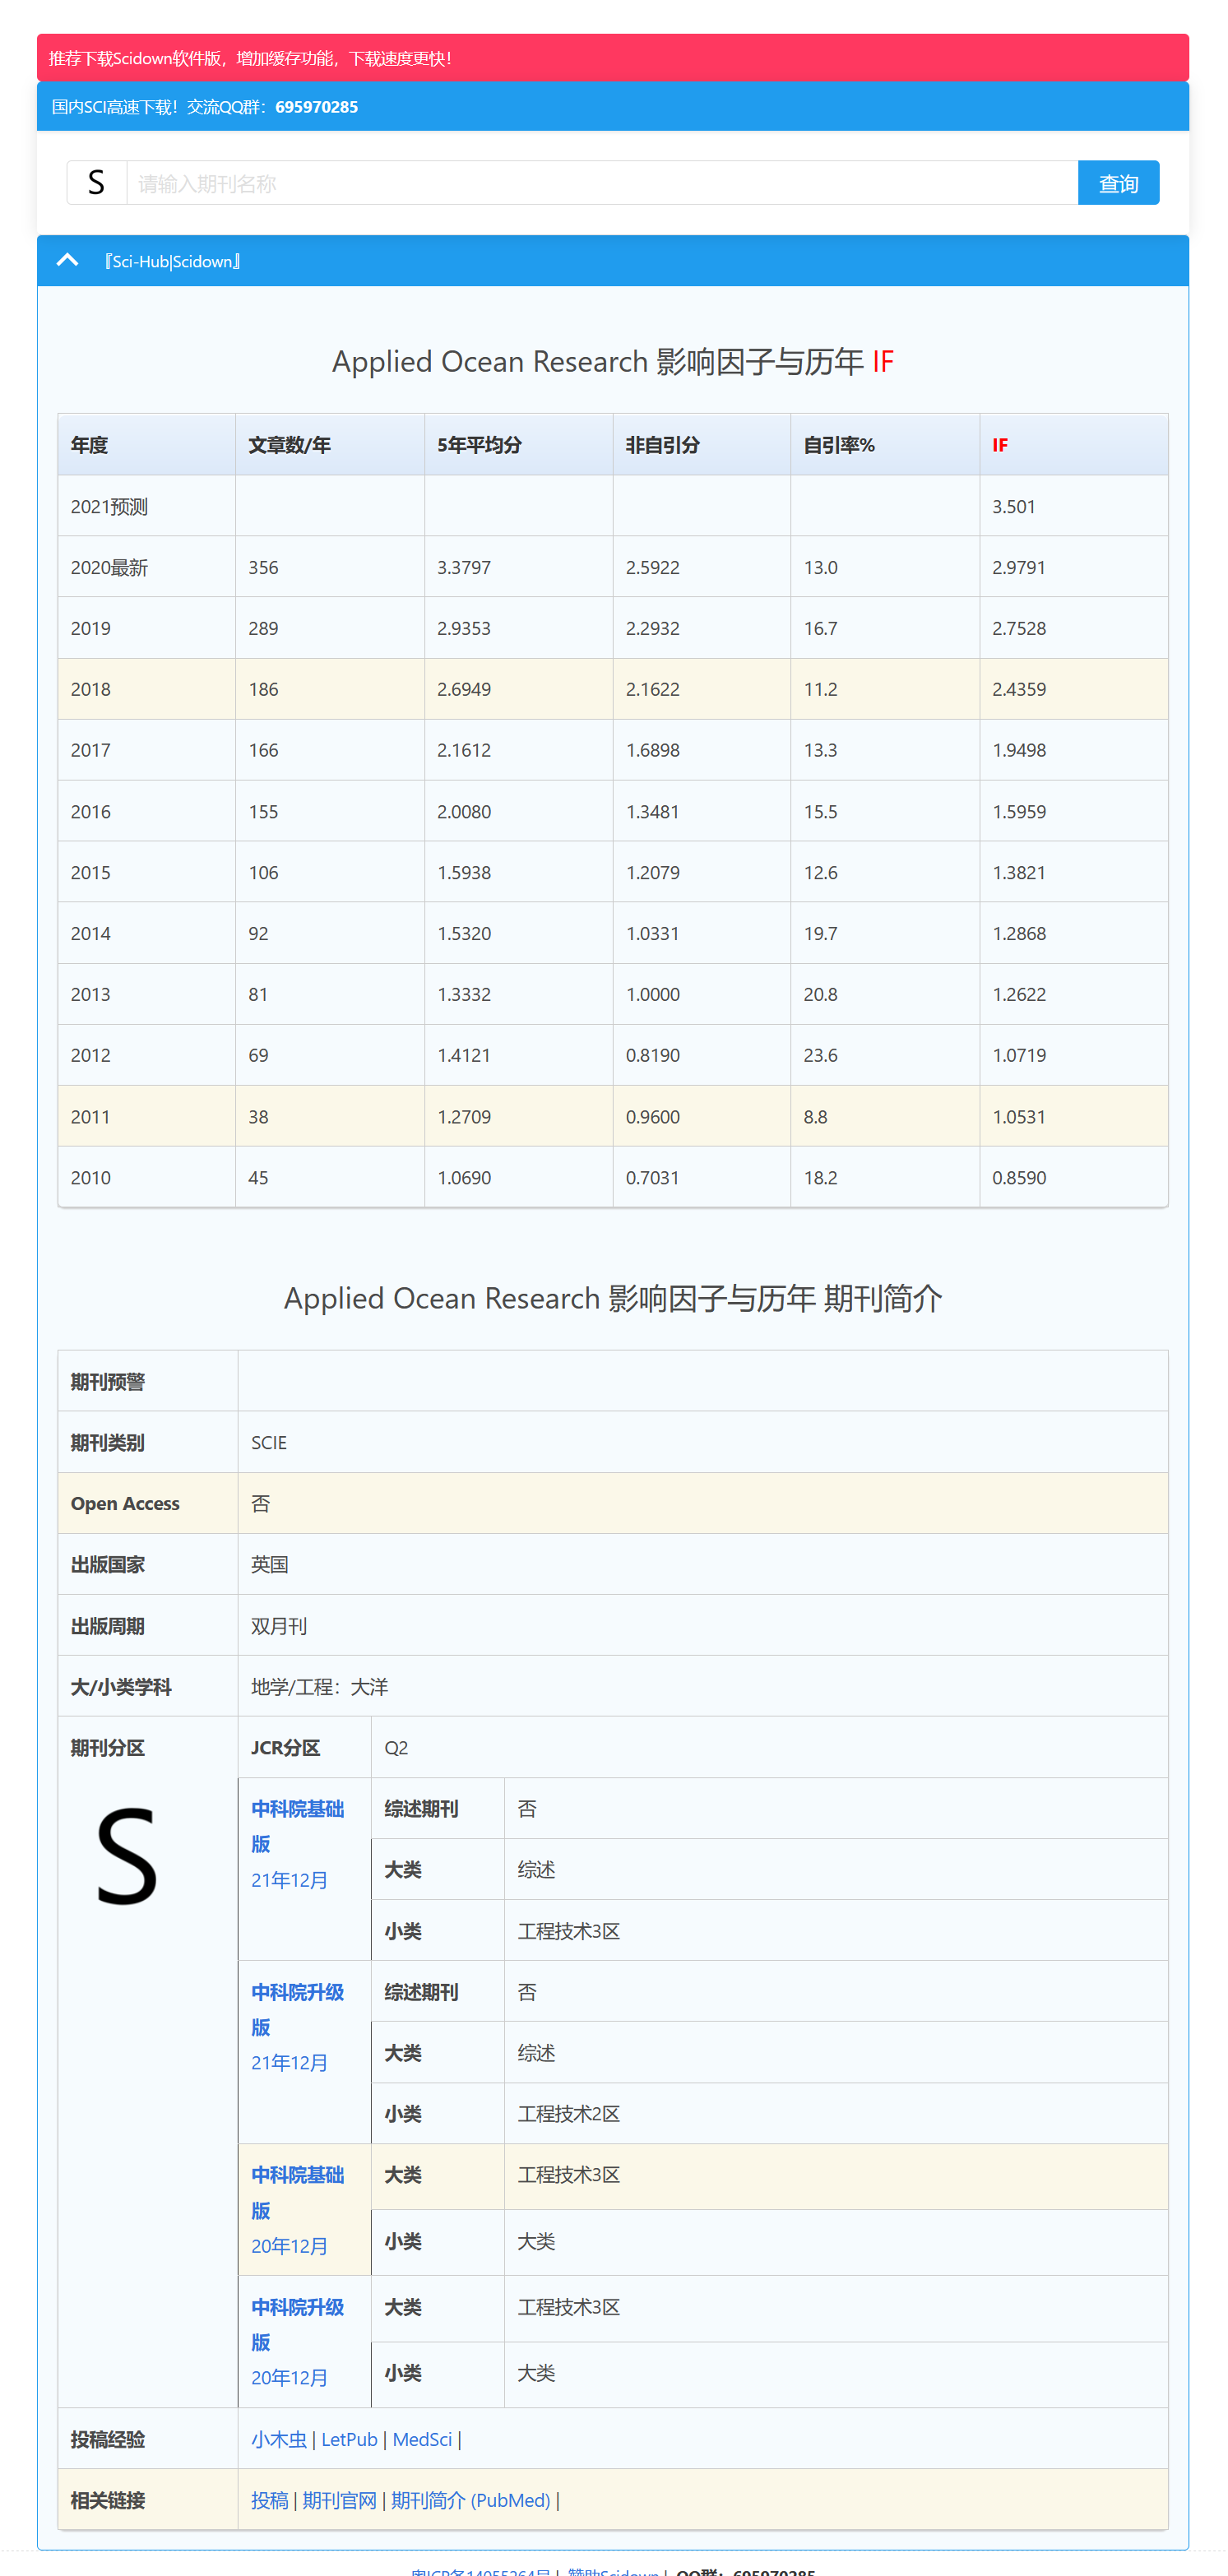 推荐下载Scidown软件版，增加缓存功能，下载速度更快！
国内SCI高速下载！交流QQ群：695970285
S 请输入期刊名称 查询
『Sci-Hub|Scidown』
Applied Ocean Research 影响因子与历年 IF
年度 文章数/年 5年平均分 非自引分 自引率% IF
2021预测 3.501
2020最新 356 3.3797 2.5922 13.0 2.9791
2019 289 2.9353 2.2932 16.7 2.7528
2018 186 2.6949 2.1622 11.2 2.4359
2017 166 2.1612 1.6898 13.3 1.9498
2016 155 2.0080 1.3481 15.5 1.5959
2015 106 1.5938 1.2079 12.6 1.3821
2014 92 1.5320 1.0331 19.7 1.2868
2013 81 1.3332 1.0000 20.8 1.2622
2012 69 1.4121 0.8190 23.6 1.0719
2011 38 1.2709 0.9600 8.8 1.0531
2010 45 1.0690 0.7031 18.2 0.8590
Applied Ocean Research 影响因子与历年 期刊简介
期刊预警
期刊类别 SCIE
Open Access 否
出版国家 英国
出版周期 双月刊
大/小类学科 地学/工程：大洋
期刊分区 JCR分区 Q2
S
中科院基础 综述期刊 否
版
21年12月 大类 综述
小类 工程技术3区
中科院升级 综述期刊 否
版
21年12月 大类 综述
小类 工程技术2区
中科院基础 大类 工程技术3区
版
20年12月 小类 大类
中科院升级 大类 工程技术3区
版
20年12月 小类 大类
投稿经验 小木虫 | LetPub | MedSci |
相关链接 投稿 | 期刊官网 | 期刊简介 (PubMed) |
粤ICP备14055264号 | 赞助Scidown | QQ群：695970285